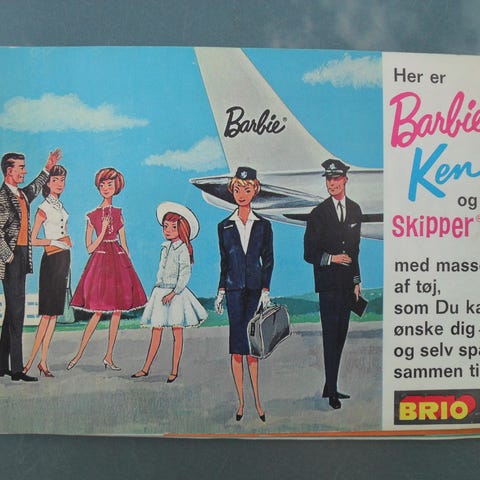 Barbie®
Her er
Barbie
Ken
og
Skipper®
med masse
af tøj,
som Du ka
ønske dig -
og selv spa
sammen ti
BRIO